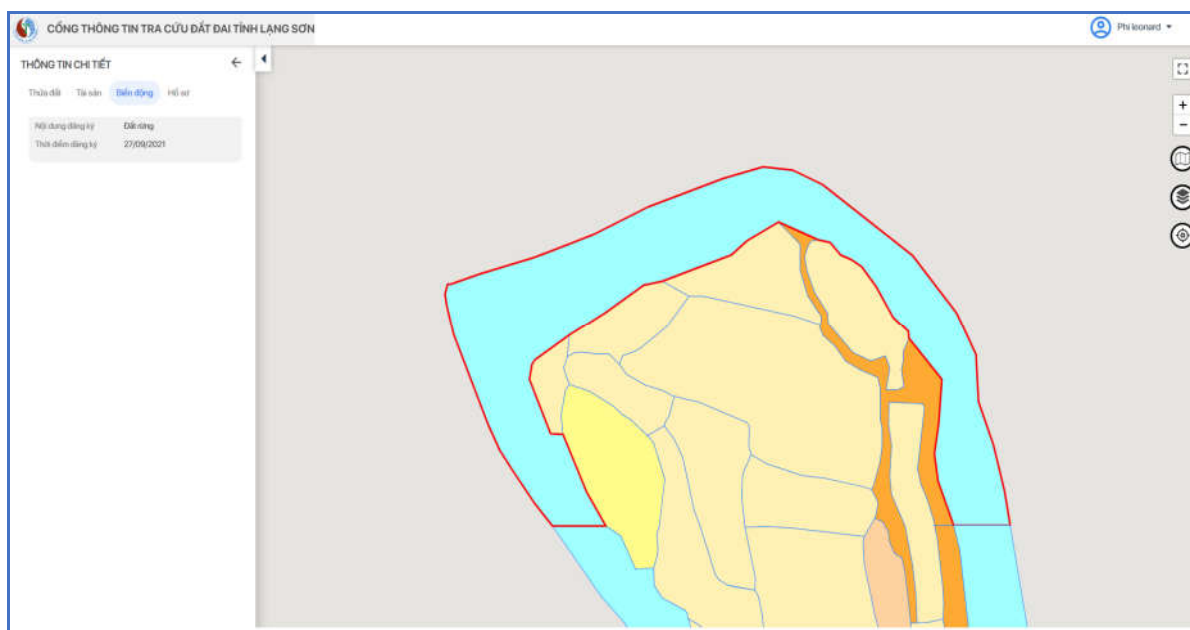 CỔNG THÔNG TIN TRA CỨU ĐẤT ĐAI TỈNH LẠNG SƠN
Phi leonard
THÔNG TIN CHI TIẾT
Thửa đất Tài sản Biến động Hồ sơ
Nội dung đăng ký Đất rừng
Thời điểm đăng ký 27/09/2021